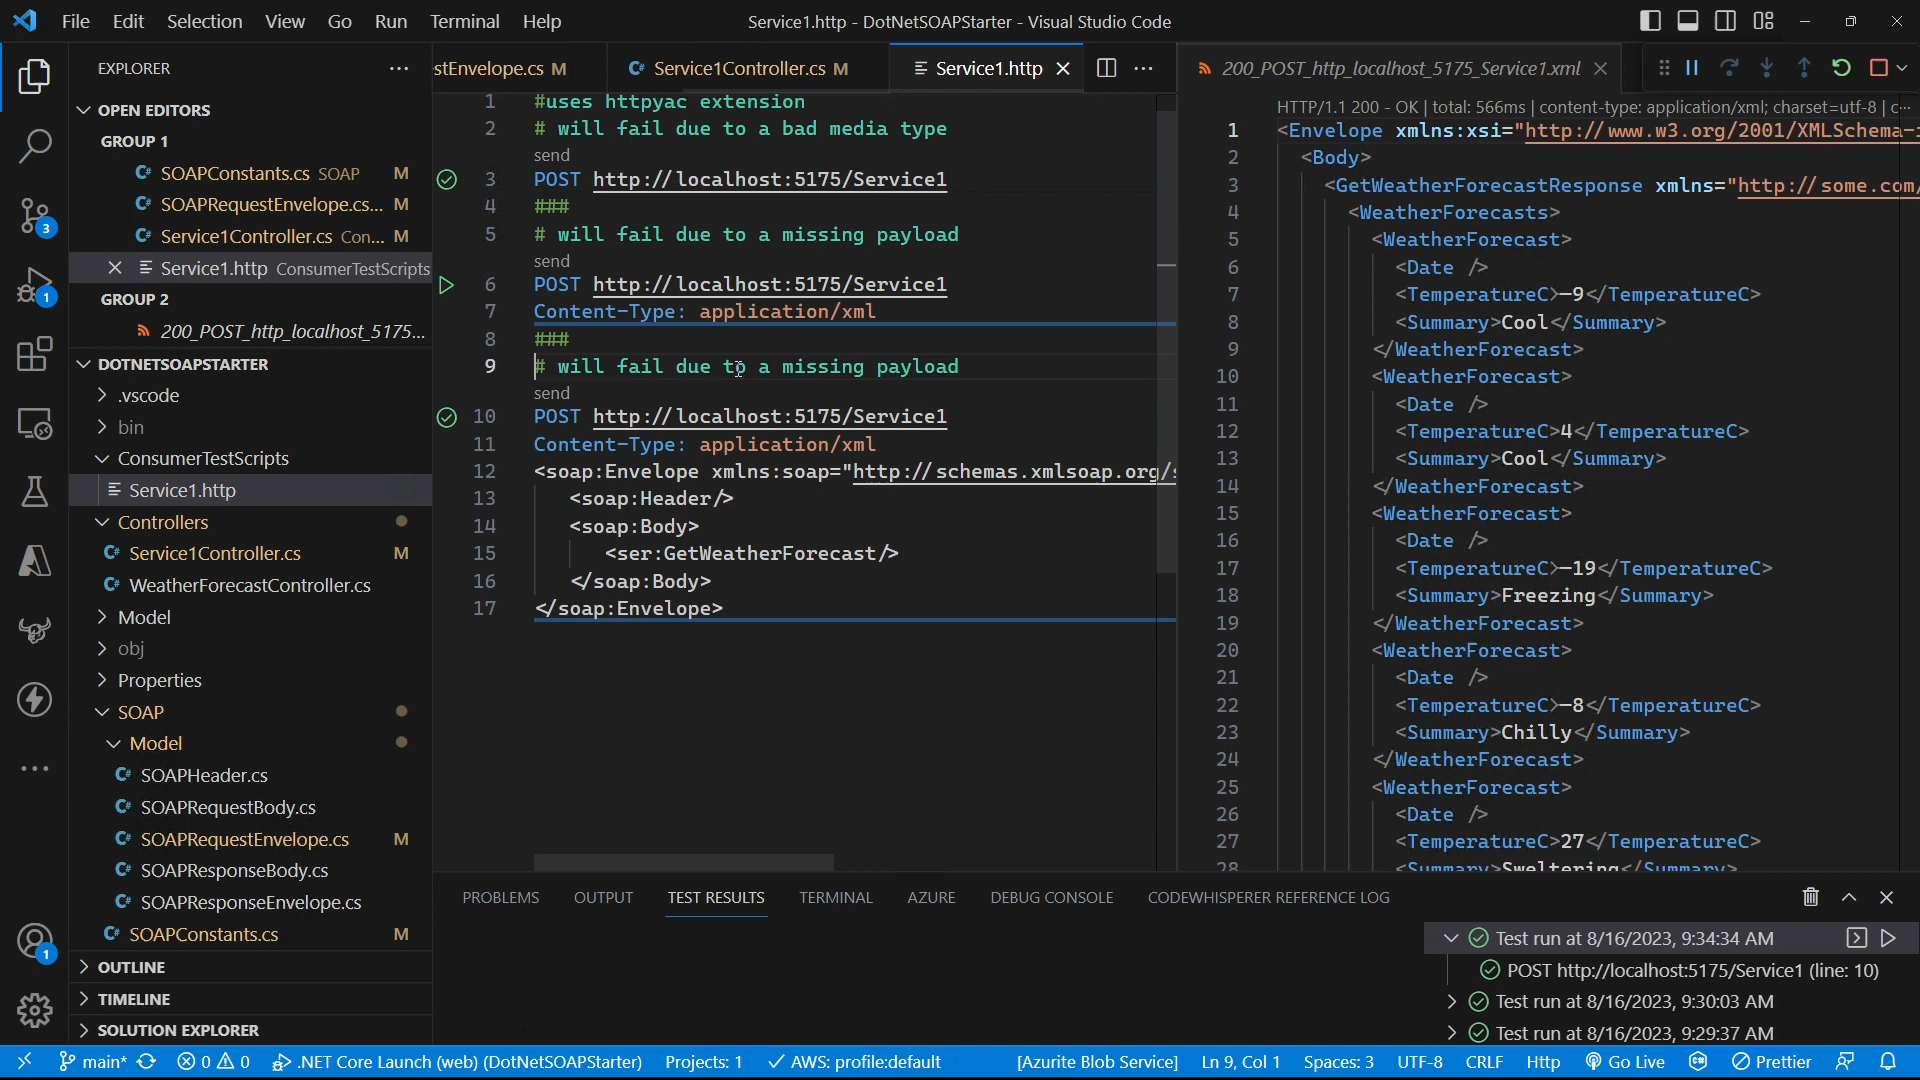 File Edit Selection View Go Run Terminal Help
Service1.http - DotNetSOAPStarter - Visual Studio Code
EXPLORER
OPEN EDITORS
GROUP 1
SOAPConstants.cs SOAP M
SOAPRequestEnvelope.cs... M
Service1Controller.cs Con... M
Service1.http ConsumerTestScripts
GROUP 2
200_POST_http_localhost_5175...
DOTNETSOAPSTARTER
.vscode
bin
ConsumerTestScripts
Service1.http
Controllers
Service1Controller.cs M
WeatherForecastController.cs
Model
obj
Properties
SOAP
Model
SOAPHeader.cs
SOAPRequestBody.cs
SOAPRequestEnvelope.cs M
SOAPResponseBody.cs
SOAPResponseEnvelope.cs
SOAPConstants.cs M
OUTLINE
TIMELINE
SOLUTION EXPLORER
3
1
1
stEnvelope.cs M
Service1Controller.cs M
Service1.http
1 #uses httpyac extension
2 # will fail due to a bad media type
send
3 POST http://localhost:5175/Service1
4 ###
5 # will fail due to a missing payload
send
6 POST http://localhost:5175/Service1
7 Content-Type: application/xml
8 ###
9 # will fail due to a missing payload
send
10 POST http://localhost:5175/Service1
11 Content-Type: application/xml
12 <soap:Envelope xmlns:soap="http://schemas.xmlsoap.org/s
13 <soap:Header/>
14 <soap:Body>
15 <ser:GetWeatherForecast/>
16 </soap:Body>
17 </soap:Envelope>
200_POST_http_localhost_5175_Service1.xml
HTTP/1.1 200 - OK | total: 566ms | content-type: application/xml; charset=utf-8 | c...
1 <Envelope xmlns:xsi="http://www.w3.org/2001/XMLSchema-i
2 <Body>
3 <GetWeatherForecastResponse xmlns="http://some.com/
4 <WeatherForecasts>
5 <WeatherForecast>
6 <Date />
7 <TemperatureC>-9</TemperatureC>
8 <Summary>Cool</Summary>
9 </WeatherForecast>
10 <WeatherForecast>
11 <Date />
12 <TemperatureC>4</TemperatureC>
13 <Summary>Cool</Summary>
14 </WeatherForecast>
15 <WeatherForecast>
16 <Date />
17 <TemperatureC>-19</TemperatureC>
18 <Summary>Freezing</Summary>
19 </WeatherForecast>
20 <WeatherForecast>
21 <Date />
22 <TemperatureC>-8</TemperatureC>
23 <Summary>Chilly</Summary>
24 </WeatherForecast>
25 <WeatherForecast>
26 <Date />
27 <TemperatureC>27</TemperatureC>
28 <Summary>Sweltering</Summary>
PROBLEMS OUTPUT TEST RESULTS TERMINAL AZURE DEBUG CONSOLE CODEWHISPERER REFERENCE LOG
Test run at 8/16/2023, 9:34:34 AM
POST http://localhost:5175/Service1 (line: 10)
Test run at 8/16/2023, 9:30:03 AM
Test run at 8/16/2023, 9:29:37 AM
main* 0 0 .NET Core Launch (web) (DotNetSOAPStarter) Projects: 1 AWS: profile:default [Azurite Blob Service] Ln 9, Col 1 Spaces: 3 UTF-8 CRLF Http Go Live Prettier